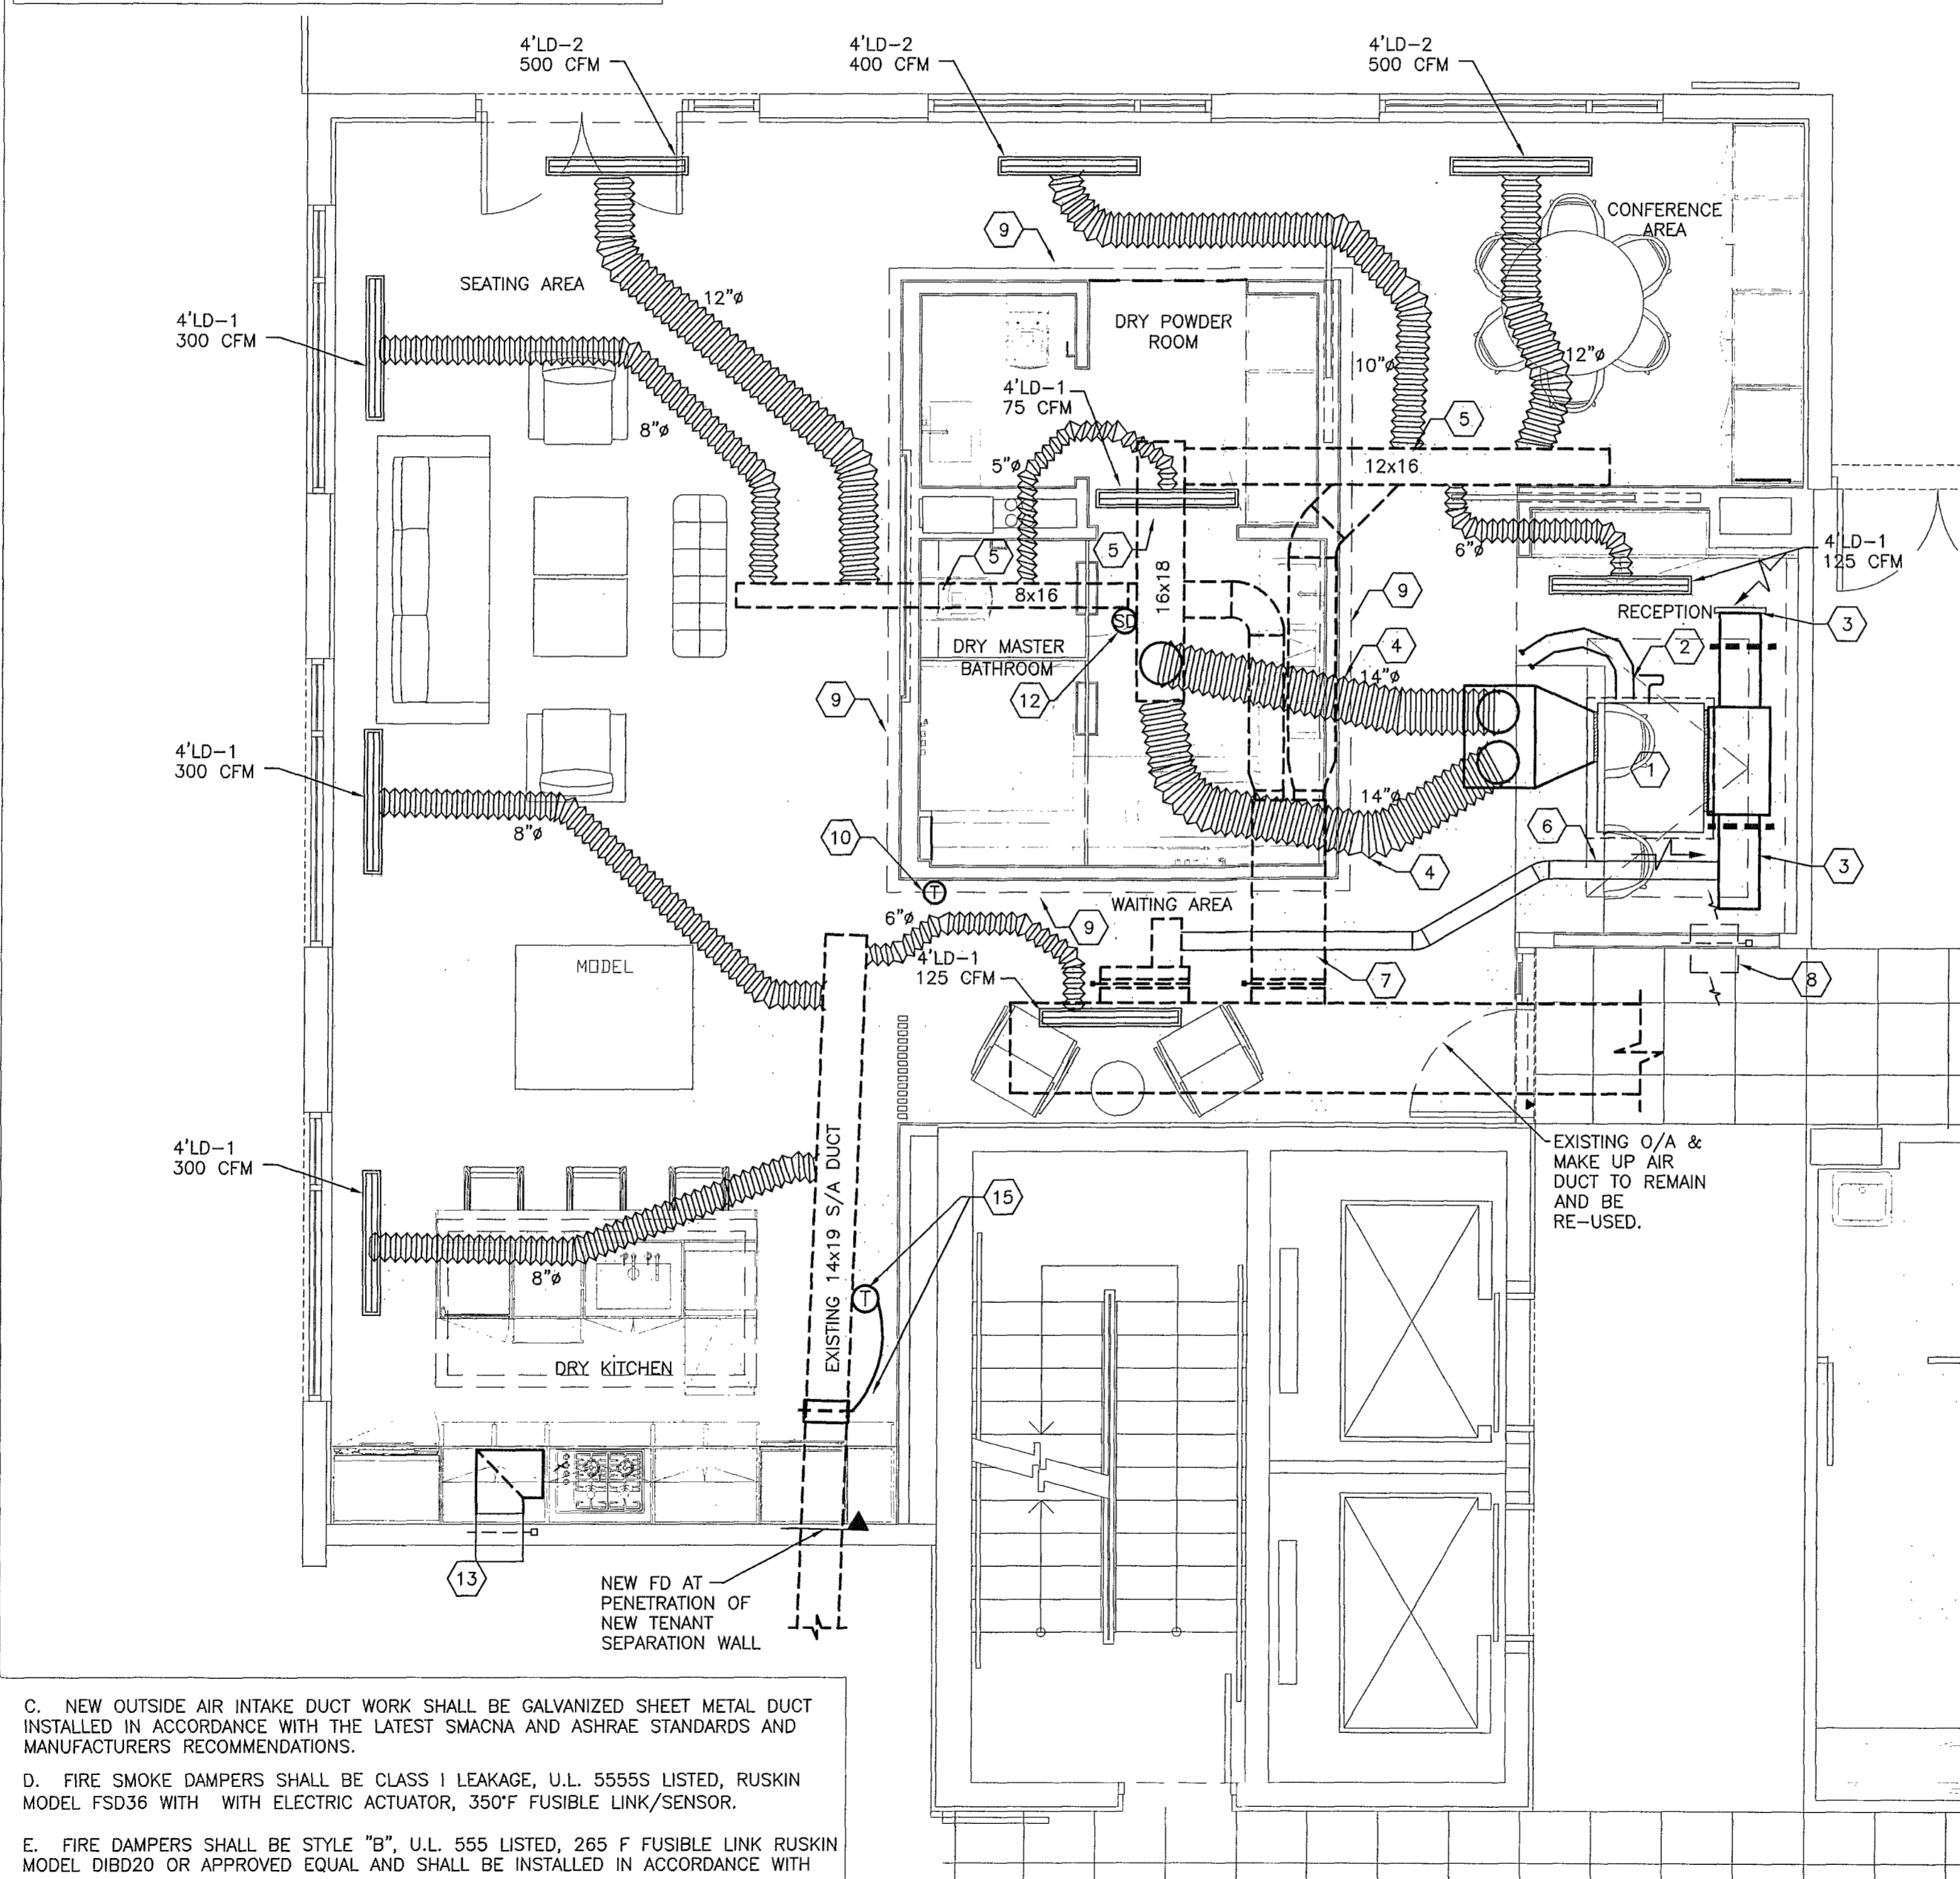 4'LD-2
500 CFM
4'LD-2
400 CFM
4'LD-2
500 CFM
CONFERENCE
AREA
9
SEATING AREA
12"ø
4'LD-1
300 CFM
DRY POWDER
ROOM
10"ø
12"ø
4'LD-1
75 CFM
8"ø
5
5"ø
12x16
5
5
6"ø
4'LD-1
125 CFM
8x16
16x18
9
RECEPTION
3
SD
2
DRY MASTER
BATHROOM
4
14"ø
9
12
4'LD-1
300 CFM
1
14"ø
8"ø
10
6
4
3
T
6"ø
9
WAITING AREA
MODEL
4'LD-1
125 CFM
7
8
4'LD-1
300 CFM
EXISTING 14x19 S/A DUCT
15
EXISTING O/A &
MAKE UP AIR
DUCT TO REMAIN
AND BE
RE-USED.
8"ø
T
DRY KITCHEN
13
NEW FD AT
PENETRATION OF
NEW TENANT
SEPARATION WALL
C. NEW OUTSIDE AIR INTAKE DUCT WORK SHALL BE GALVANIZED SHEET METAL DUCT
INSTALLED IN ACCORDANCE WITH THE LATEST SMACNA AND ASHRAE STANDARDS AND
MANUFACTURERS RECOMMENDATIONS.
D. FIRE SMOKE DAMPERS SHALL BE CLASS I LEAKAGE, U.L. 5555S LISTED, RUSKIN
MODEL FSD36 WITH WITH ELECTRIC ACTUATOR, 350°F FUSIBLE LINK/SENSOR.
E. FIRE DAMPERS SHALL BE STYLE "B", U.L. 555 LISTED, 265 F FUSIBLE LINK RUSKIN
MODEL DIBD20 OR APPROVED EQUAL AND SHALL BE INSTALLED IN ACCORDANCE WITH